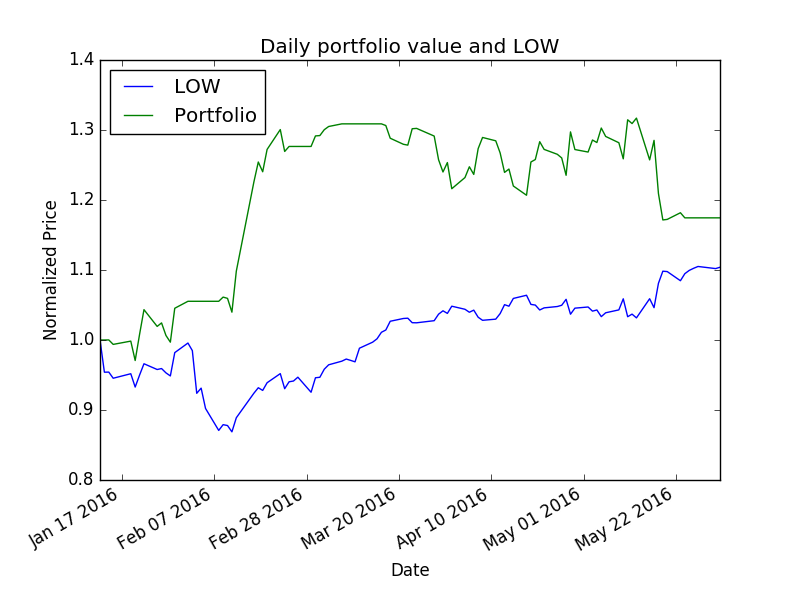 Daily portfolio value and LOW
LOW
Portfolio
Normalized Price
1.4
1.3
1.2
1.1
1.0
0.9
0.8
Jan 17 2016
Feb 07 2016
Feb 28 2016
Mar 20 2016
Apr 10 2016
May 01 2016
May 22 2016
Date